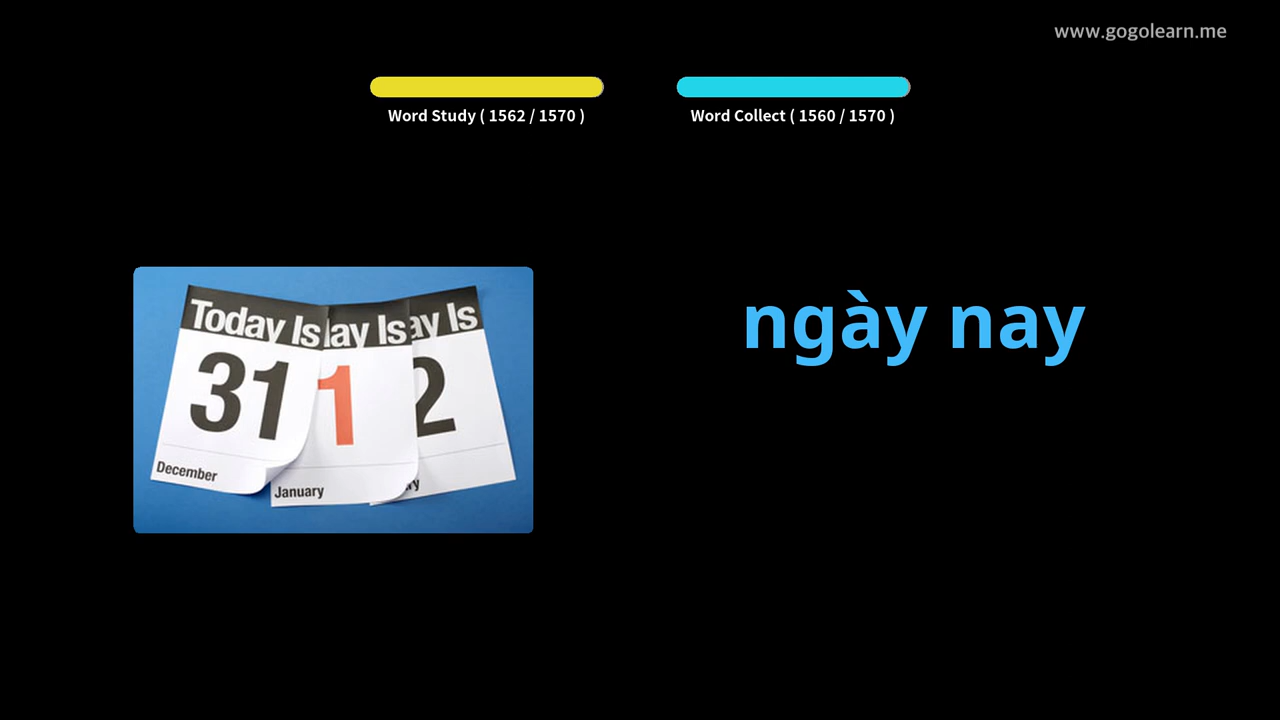 www.gogolearn.me
Word Study ( 1562 / 1570 )
Word Collect ( 1560 / 1570 )
ngày nay
Today Is
31
December
ay Is
1
January
ay Is
2
ry